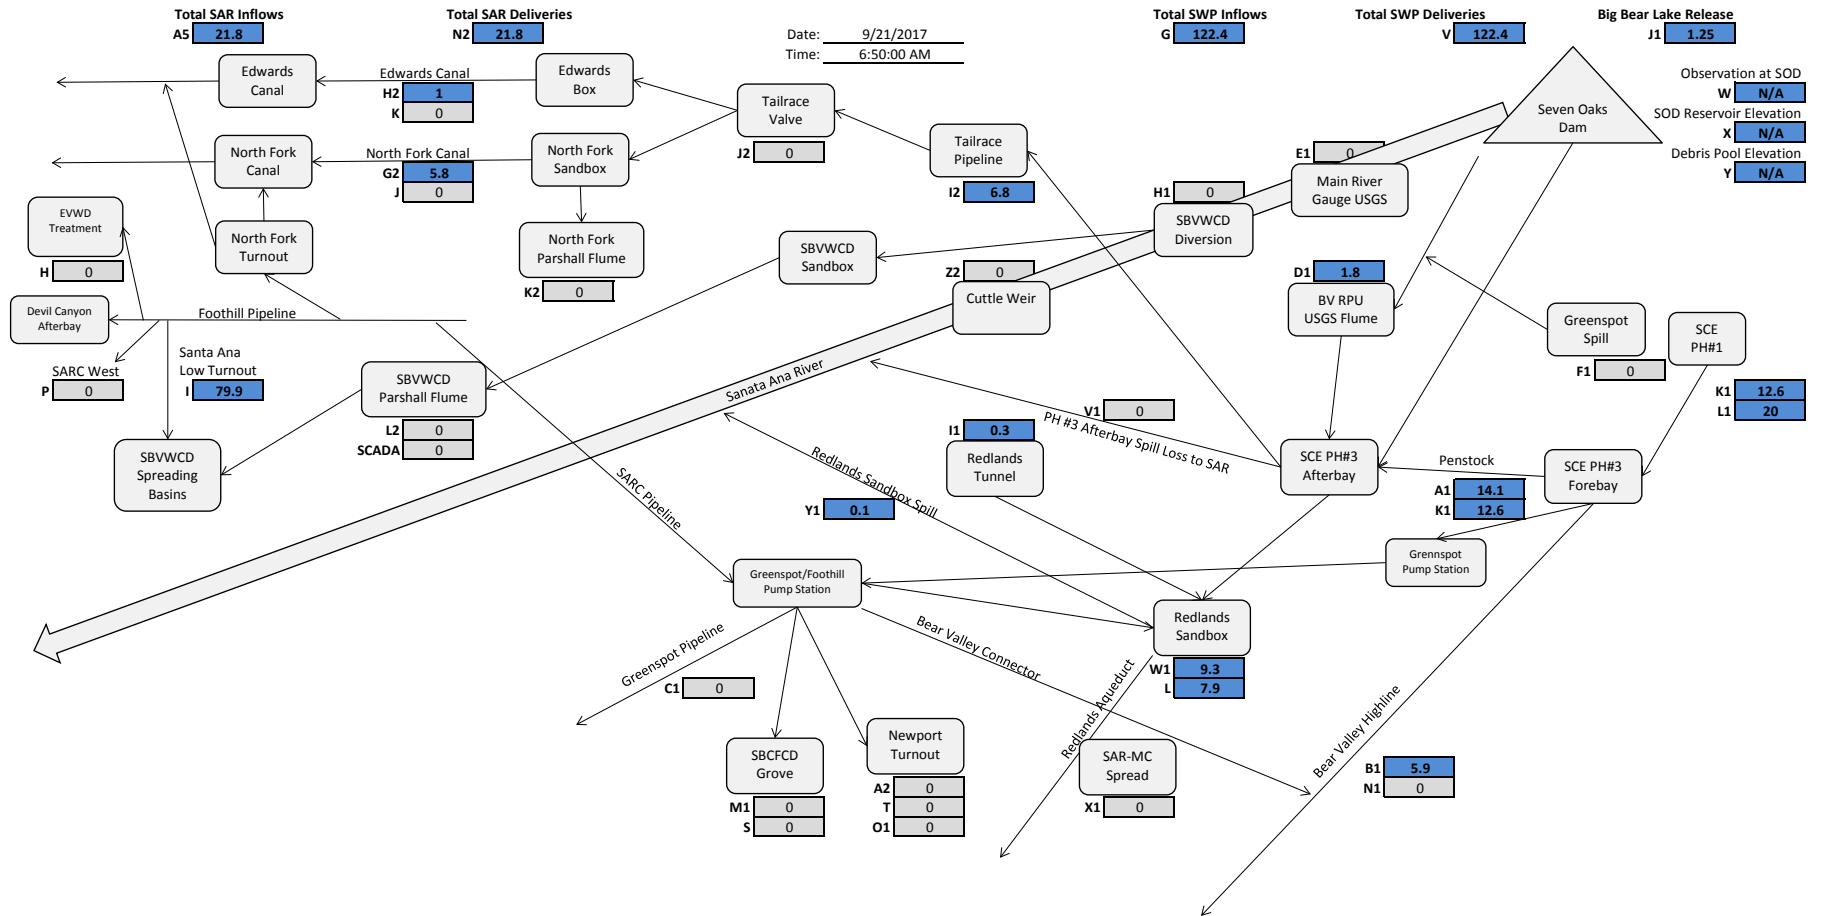 Total SAR Inflows
A5 21.8
Total SAR Deliveries
N2 21.8
Date: 9/21/2017
Time: 6:50:00 AM
Total SWP Inflows
G 122.4
Total SWP Deliveries
V 122.4
Big Bear Lake Release
J1 1.25
Observation at SOD
W N/A
SOD Reservoir Elevation
X N/A
Debris Pool Elevation
Y N/A
Edwards
Canal
Edwards Canal
H2 1
K 0
Edwards
Box
Tailrace
Valve
J2 0
Tailrace
Pipeline
I2 6.8
Seven Oaks
Dam
E1 0
Main River
Gauge USGS
H1 0
SBVWCD
Diversion
North Fork
Canal
North Fork Canal
G2 5.8
J 0
North Fork
Sandbox
North Fork
Parshall Flume
K2 0
EVWD
Treatment
H 0
North Fork
Turnout
SBVWCD
Sandbox
Z2 0
Cuttle Weir
D1 1.8
BV RPU
USGS Flume
Greenspot
Spill
F1 0
SCE
PH#1
K1 12.6
L1 20
Devil Canyon
Afterbay
Foothill Pipeline
SARC West
P 0
Santa Ana
Low Turnout
I 79.9
SBVWCD
Parshall Flume
L2 0
SCADA 0
SBVWCD
Spreading
Basins
Sanata Ana River
V1 0
PH #3 Afterbay Spill Loss to SAR
I1 0.3
Redlands
Tunnel
Redlands Sandbox Spill
Y1 0.1
SARC Pipeline
SCE PH#3
Afterbay
Penstock
A1 14.1
K1 12.6
SCE PH#3
Forebay
Grennspot
Pump Station
Greenspot/Foothill
Pump Station
Redlands
Sandbox
W1 9.3
L 7.9
Greenspot Pipeline
C1 0
Bear Valley Connector
Redlands Aqueduct
Bear Valley Highline
SBCFCD
Grove
M1 0
S 0
Newport
Turnout
A2 0
T 0
O1 0
SAR-MC
Spread
X1 0
B1 5.9
N1 0